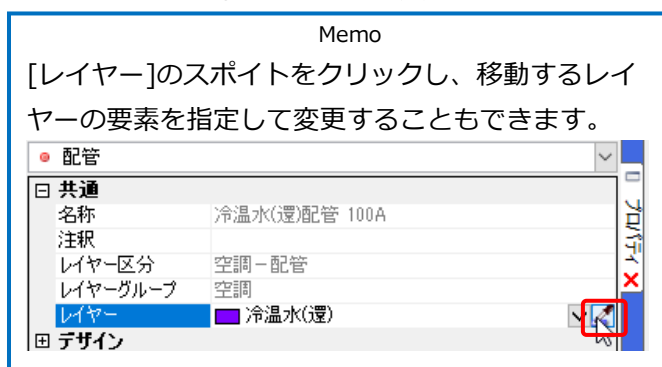 Memo
[レイヤー]のスポイトをクリックし、移動するレイ
ヤーの要素を指定して変更することもできます。
配管
共通
名称 冷温水(還)配管 100A
注釈
レイヤー区分 空調－配管
レイヤーグループ 空調
レイヤー 冷温水(還)
デザイン
プロパティ